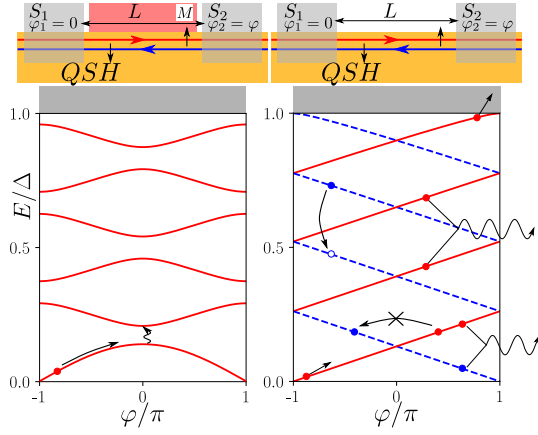 S₁ L M S₂
φ₁ = 0 φ₂ = φ
QSH
S₁ L S₂
φ₁ = 0 φ₂ = φ
QSH
E/Δ
1.0
0.5
0.0
-1 0 1
φ/π
1.0
0.5
0.0
-1 0 1
φ/π